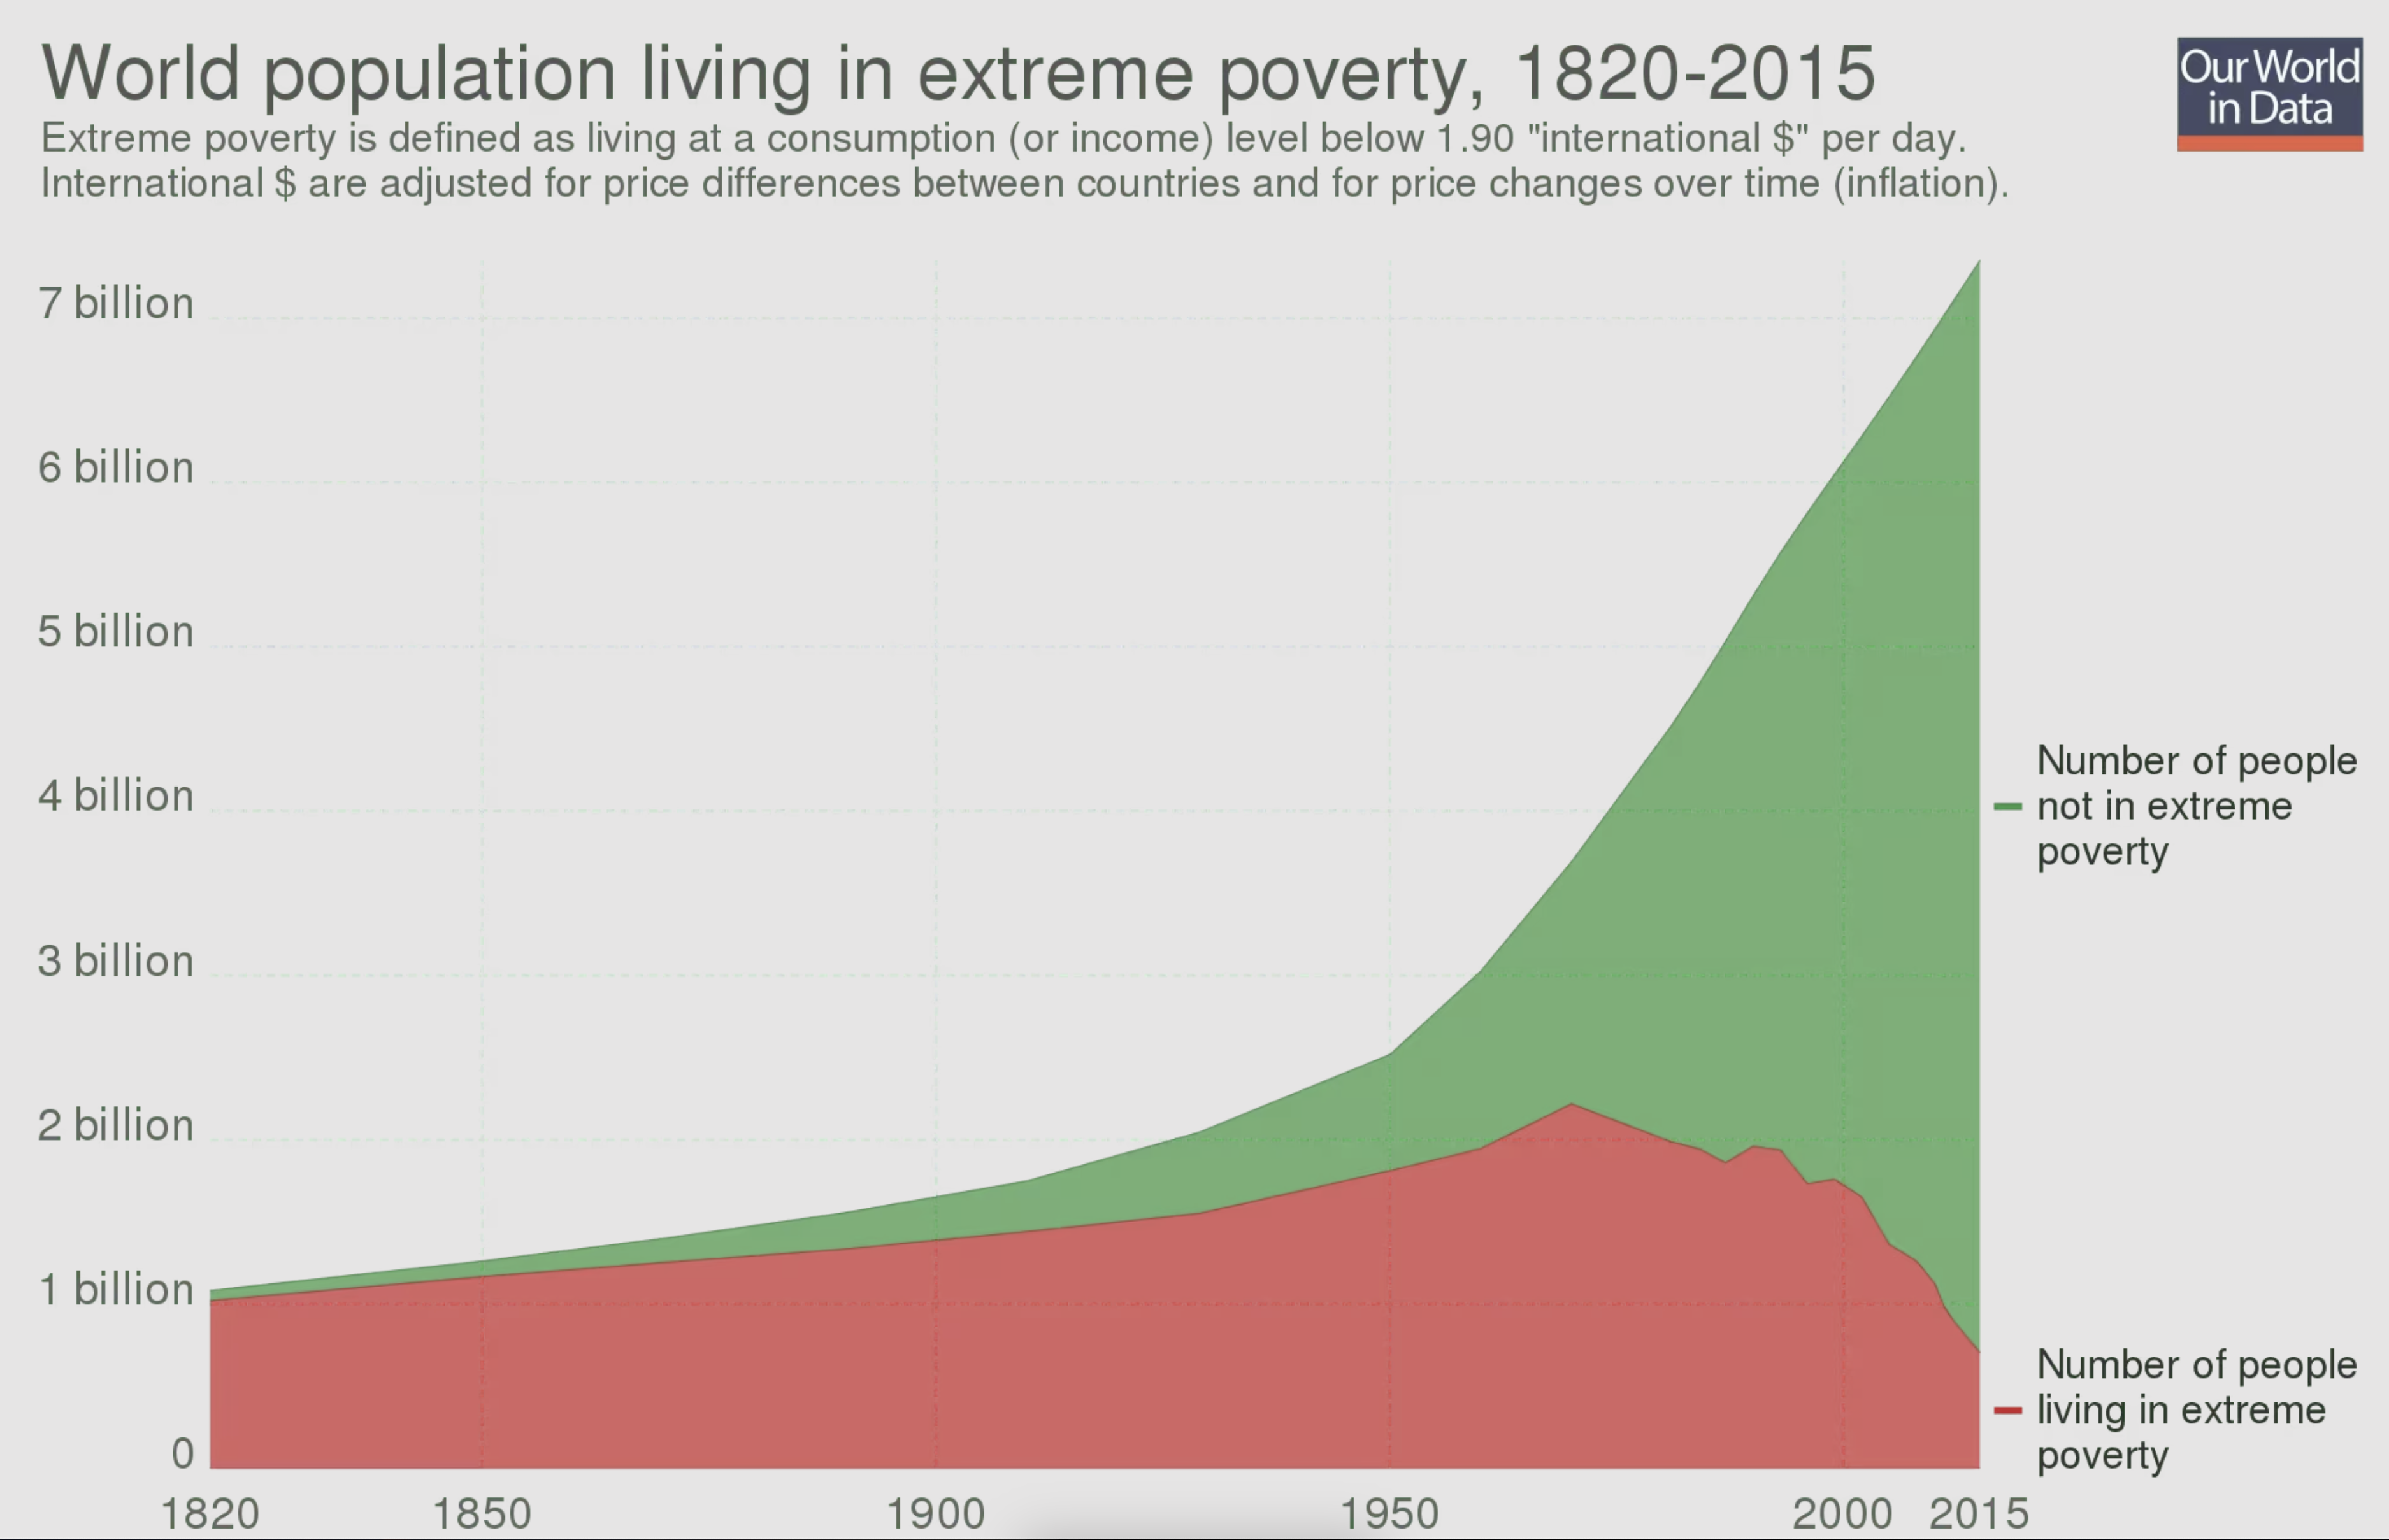 World population living in extreme poverty, 1820-2015
Our World
in Data
Extreme poverty is defined as living at a consumption (or income) level below 1.90 "international $" per day.
International $ are adjusted for price differences between countries and for price changes over time (inflation).
7 billion
6 billion
5 billion
4 billion
3 billion
2 billion
1 billion
0
Number of people
not in extreme
poverty
Number of people
living in extreme
poverty
1820
1850
1900
1950
2000
2015